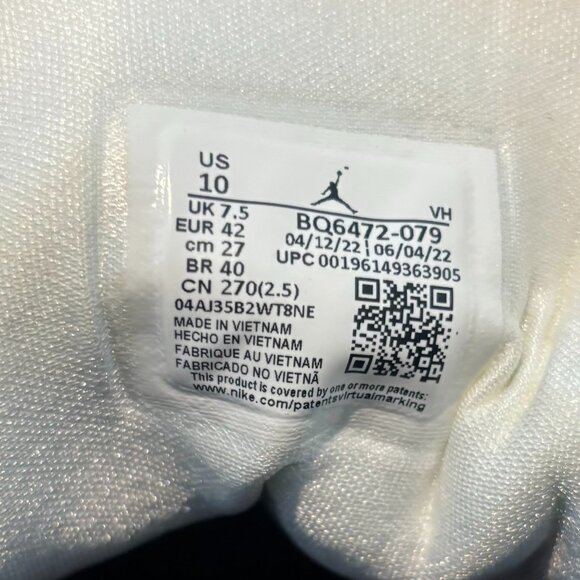 US
10
UK 7.5
EUR 42
cm 27
BR 40
CN 270(2.5)
VH
BQ6472-079
04/12/22 | 06/04/22
UPC 00196149363905
04AJ35B2WT8NE
MADE IN VIETNAM
HECHO EN VIETNAM
FABRIQUE AU VIETNAM
FABRICADO NO VIETNÃ
This product is covered by one or more patents:
www.nike.com/patentsvirtualmarking